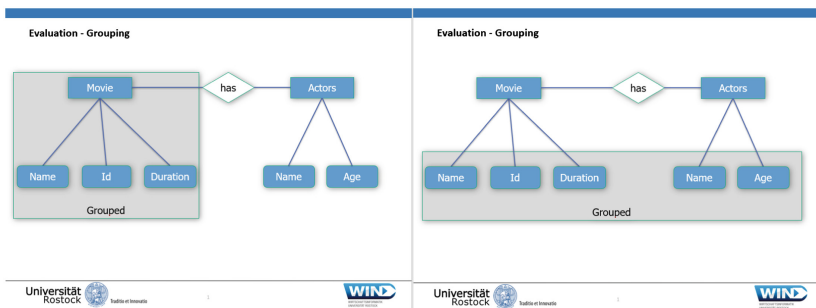 Evaluation - Grouping
Movie
has
Actors
Name
Id
Duration
Name
Age
Grouped
Universität
Rostock
Traditio et Innovatio
WIND
Evaluation - Grouping
Movie
has
Actors
Name
Id
Duration
Name
Age
Grouped
Universität
Rostock
Traditio et Innovatio
WIND